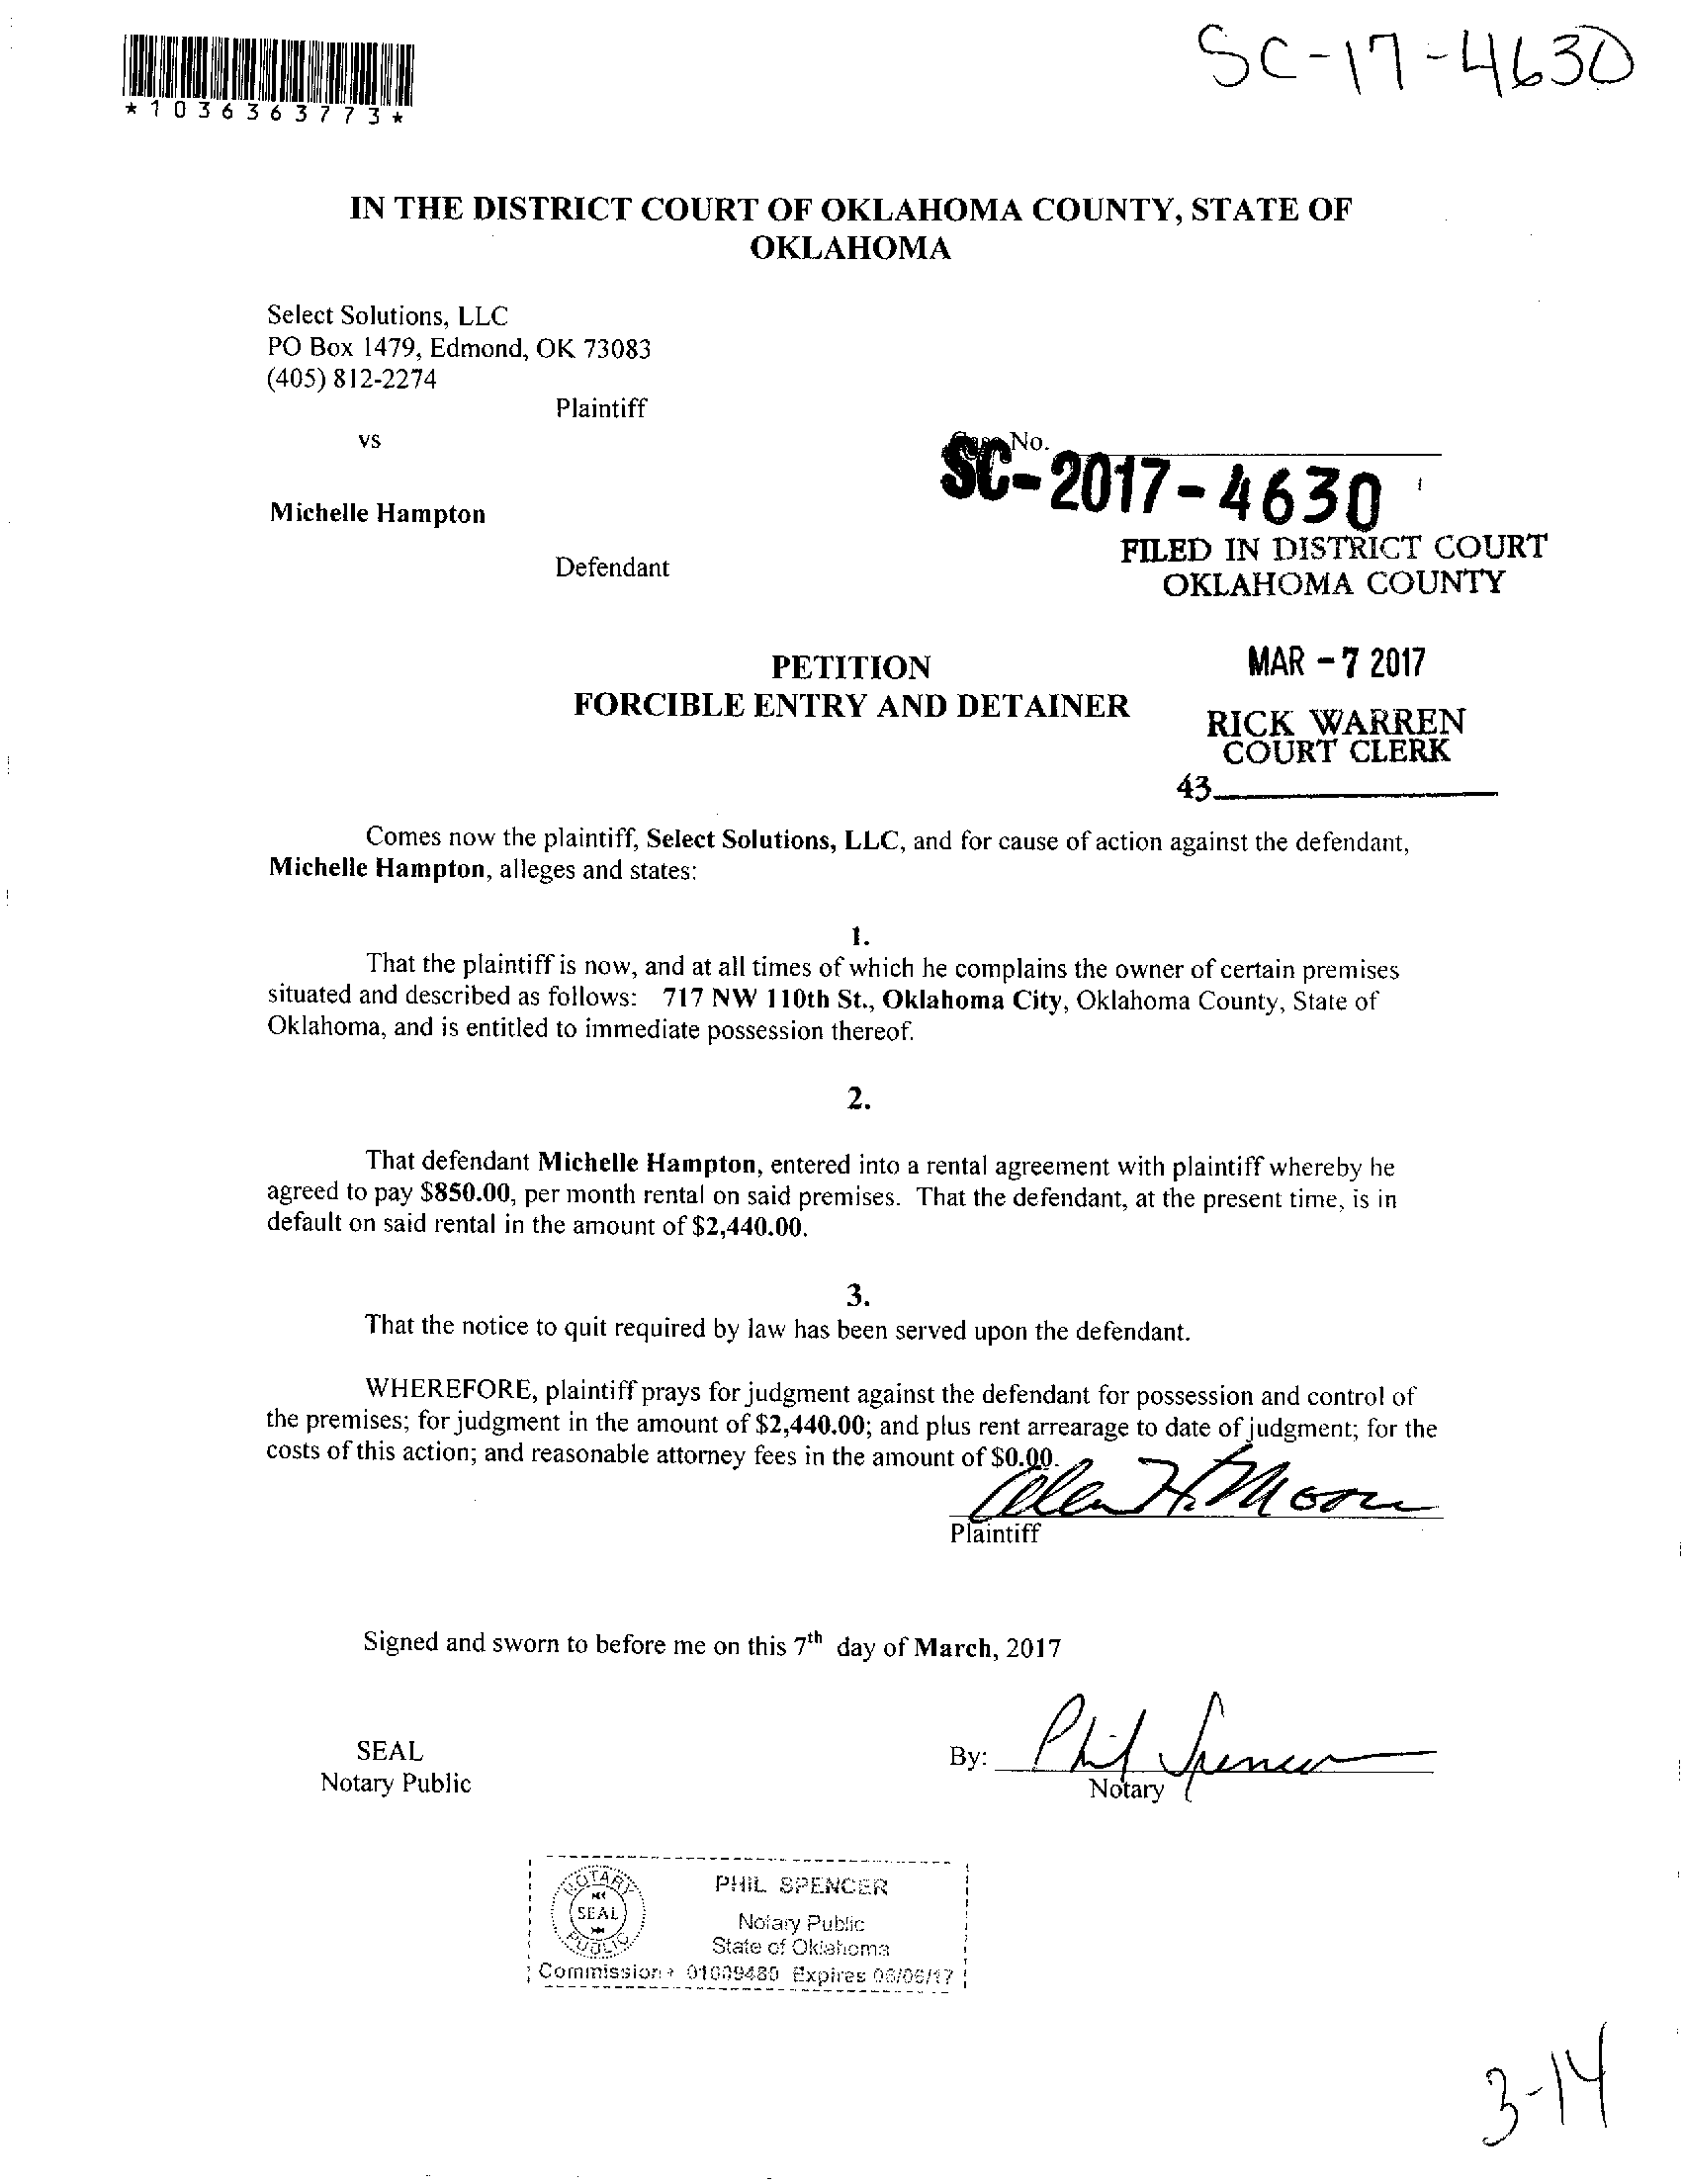 SC-17-4630
*1036363773*
IN THE DISTRICT COURT OF OKLAHOMA COUNTY, STATE OF
OKLAHOMA
Select Solutions, LLC
PO Box 1479, Edmond, OK 73083
(405) 812-2274
Plaintiff
vs
Case No.
SC-2017-4630
Michelle Hampton
FILED IN DISTRICT COURT
Defendant
OKLAHOMA COUNTY
PETITION
MAR -7 2017
FORCIBLE ENTRY AND DETAINER
RICK WARREN
COURT CLERK
43
Comes now the plaintiff, Select Solutions, LLC, and for cause of action against the defendant,
Michelle Hampton, alleges and states:
1.
That the plaintiff is now, and at all times of which he complains the owner of certain premises
situated and described as follows: 717 NW 110th St., Oklahoma City, Oklahoma County, State of
Oklahoma, and is entitled to immediate possession thereof.
2.
That defendant Michelle Hampton, entered into a rental agreement with plaintiff whereby he
agreed to pay $850.00, per month rental on said premises. That the defendant, at the present time, is in
default on said rental in the amount of $2,440.00.
3.
That the notice to quit required by law has been served upon the defendant.
WHEREFORE, plaintiff prays for judgment against the defendant for possession and control of
the premises; for judgment in the amount of $2,440.00; and plus rent arrearage to date of judgment; for the
costs of this action; and reasonable attorney fees in the amount of $0.00.
Plaintiff
Signed and sworn to before me on this 7th day of March, 2017
SEAL
By: Phil Spencer
Notary Public
Notary
NOTARY
SEAL
PUBLIC
PHIL SPENCER
Notary Public
State of Oklahoma
Commission # Expires
3-14